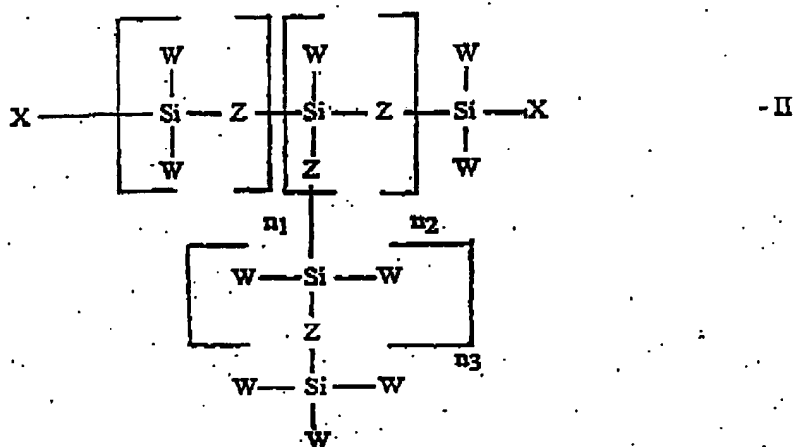 W W W
X Si Z Si Z Si X - II
W Z W
n1 n2
W Si W
Z
n3
W Si W
W